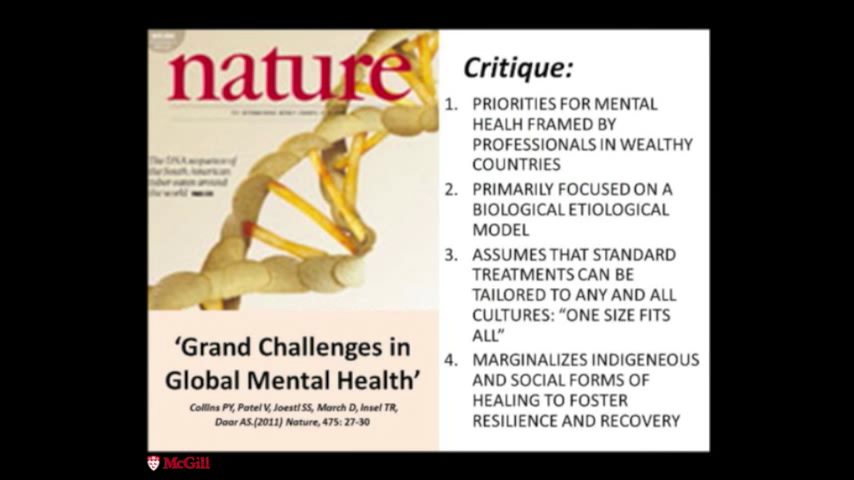 nature
The DNA sequence of
the South American
tuber eaten around
the world
'Grand Challenges in
Global Mental Health'
Collins PY, Patel V, Joestl SS, March D, Insel TR,
Daar AS.(2011) Nature, 475: 27-30
Critique:
1. PRIORITIES FOR MENTAL
HEALH FRAMED BY
PROFESSIONALS IN WEALTHY
COUNTRIES
2. PRIMARILY FOCUSED ON A
BIOLOGICAL ETIOLOGICAL
MODEL
3. ASSUMES THAT STANDARD
TREATMENTS CAN BE
TAILORED TO ANY AND ALL
CULTURES: "ONE SIZE FITS
ALL"
4. MARGINALIZES INDIGENEOUS
AND SOCIAL FORMS OF
HEALING TO FOSTER
RESILIENCE AND RECOVERY
McGill